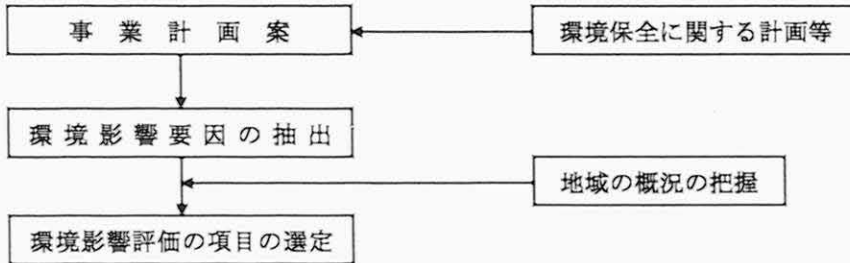 事業計画案
環境保全に関する計画等
環境影響要因の抽出
地域の概況の把握
環境影響評価の項目の選定